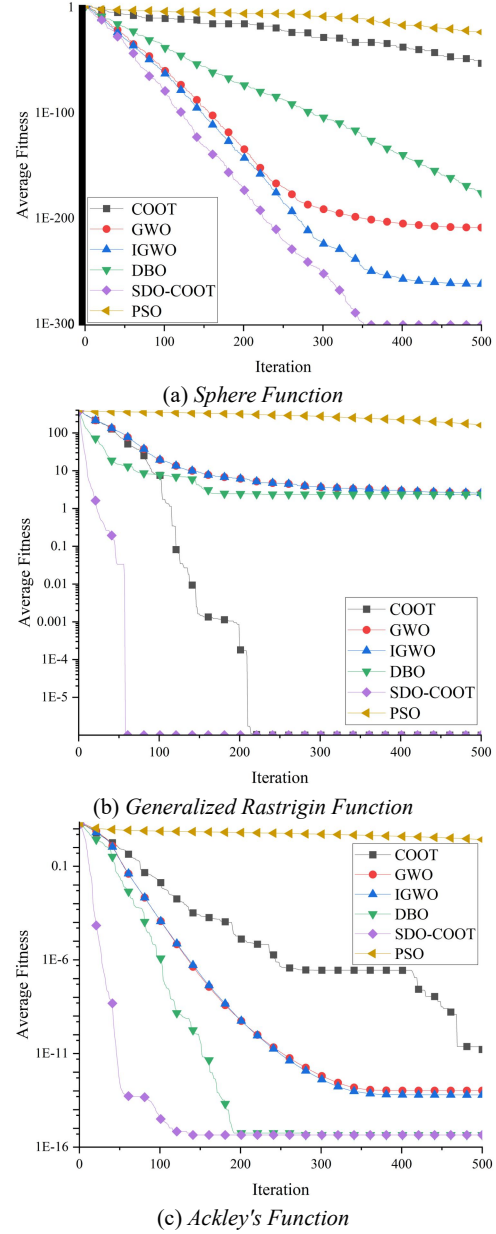 1
1E-100
1E-200
1E-300
Average Fitness
COOT
GWO
IGWO
DBO
SDO-COOT
PSO
0 100 200 300 400 500
Iteration
(a) Sphere Function
100
10
1
0.1
0.01
0.001
1E-4
1E-5
Average Fitness
COOT
GWO
IGWO
DBO
SDO-COOT
PSO
0 100 200 300 400 500
Iteration
(b) Generalized Rastrigin Function
0.1
1E-6
1E-11
1E-16
Average Fitness
COOT
GWO
IGWO
DBO
SDO-COOT
PSO
0 100 200 300 400 500
Iteration
(c) Ackley's Function